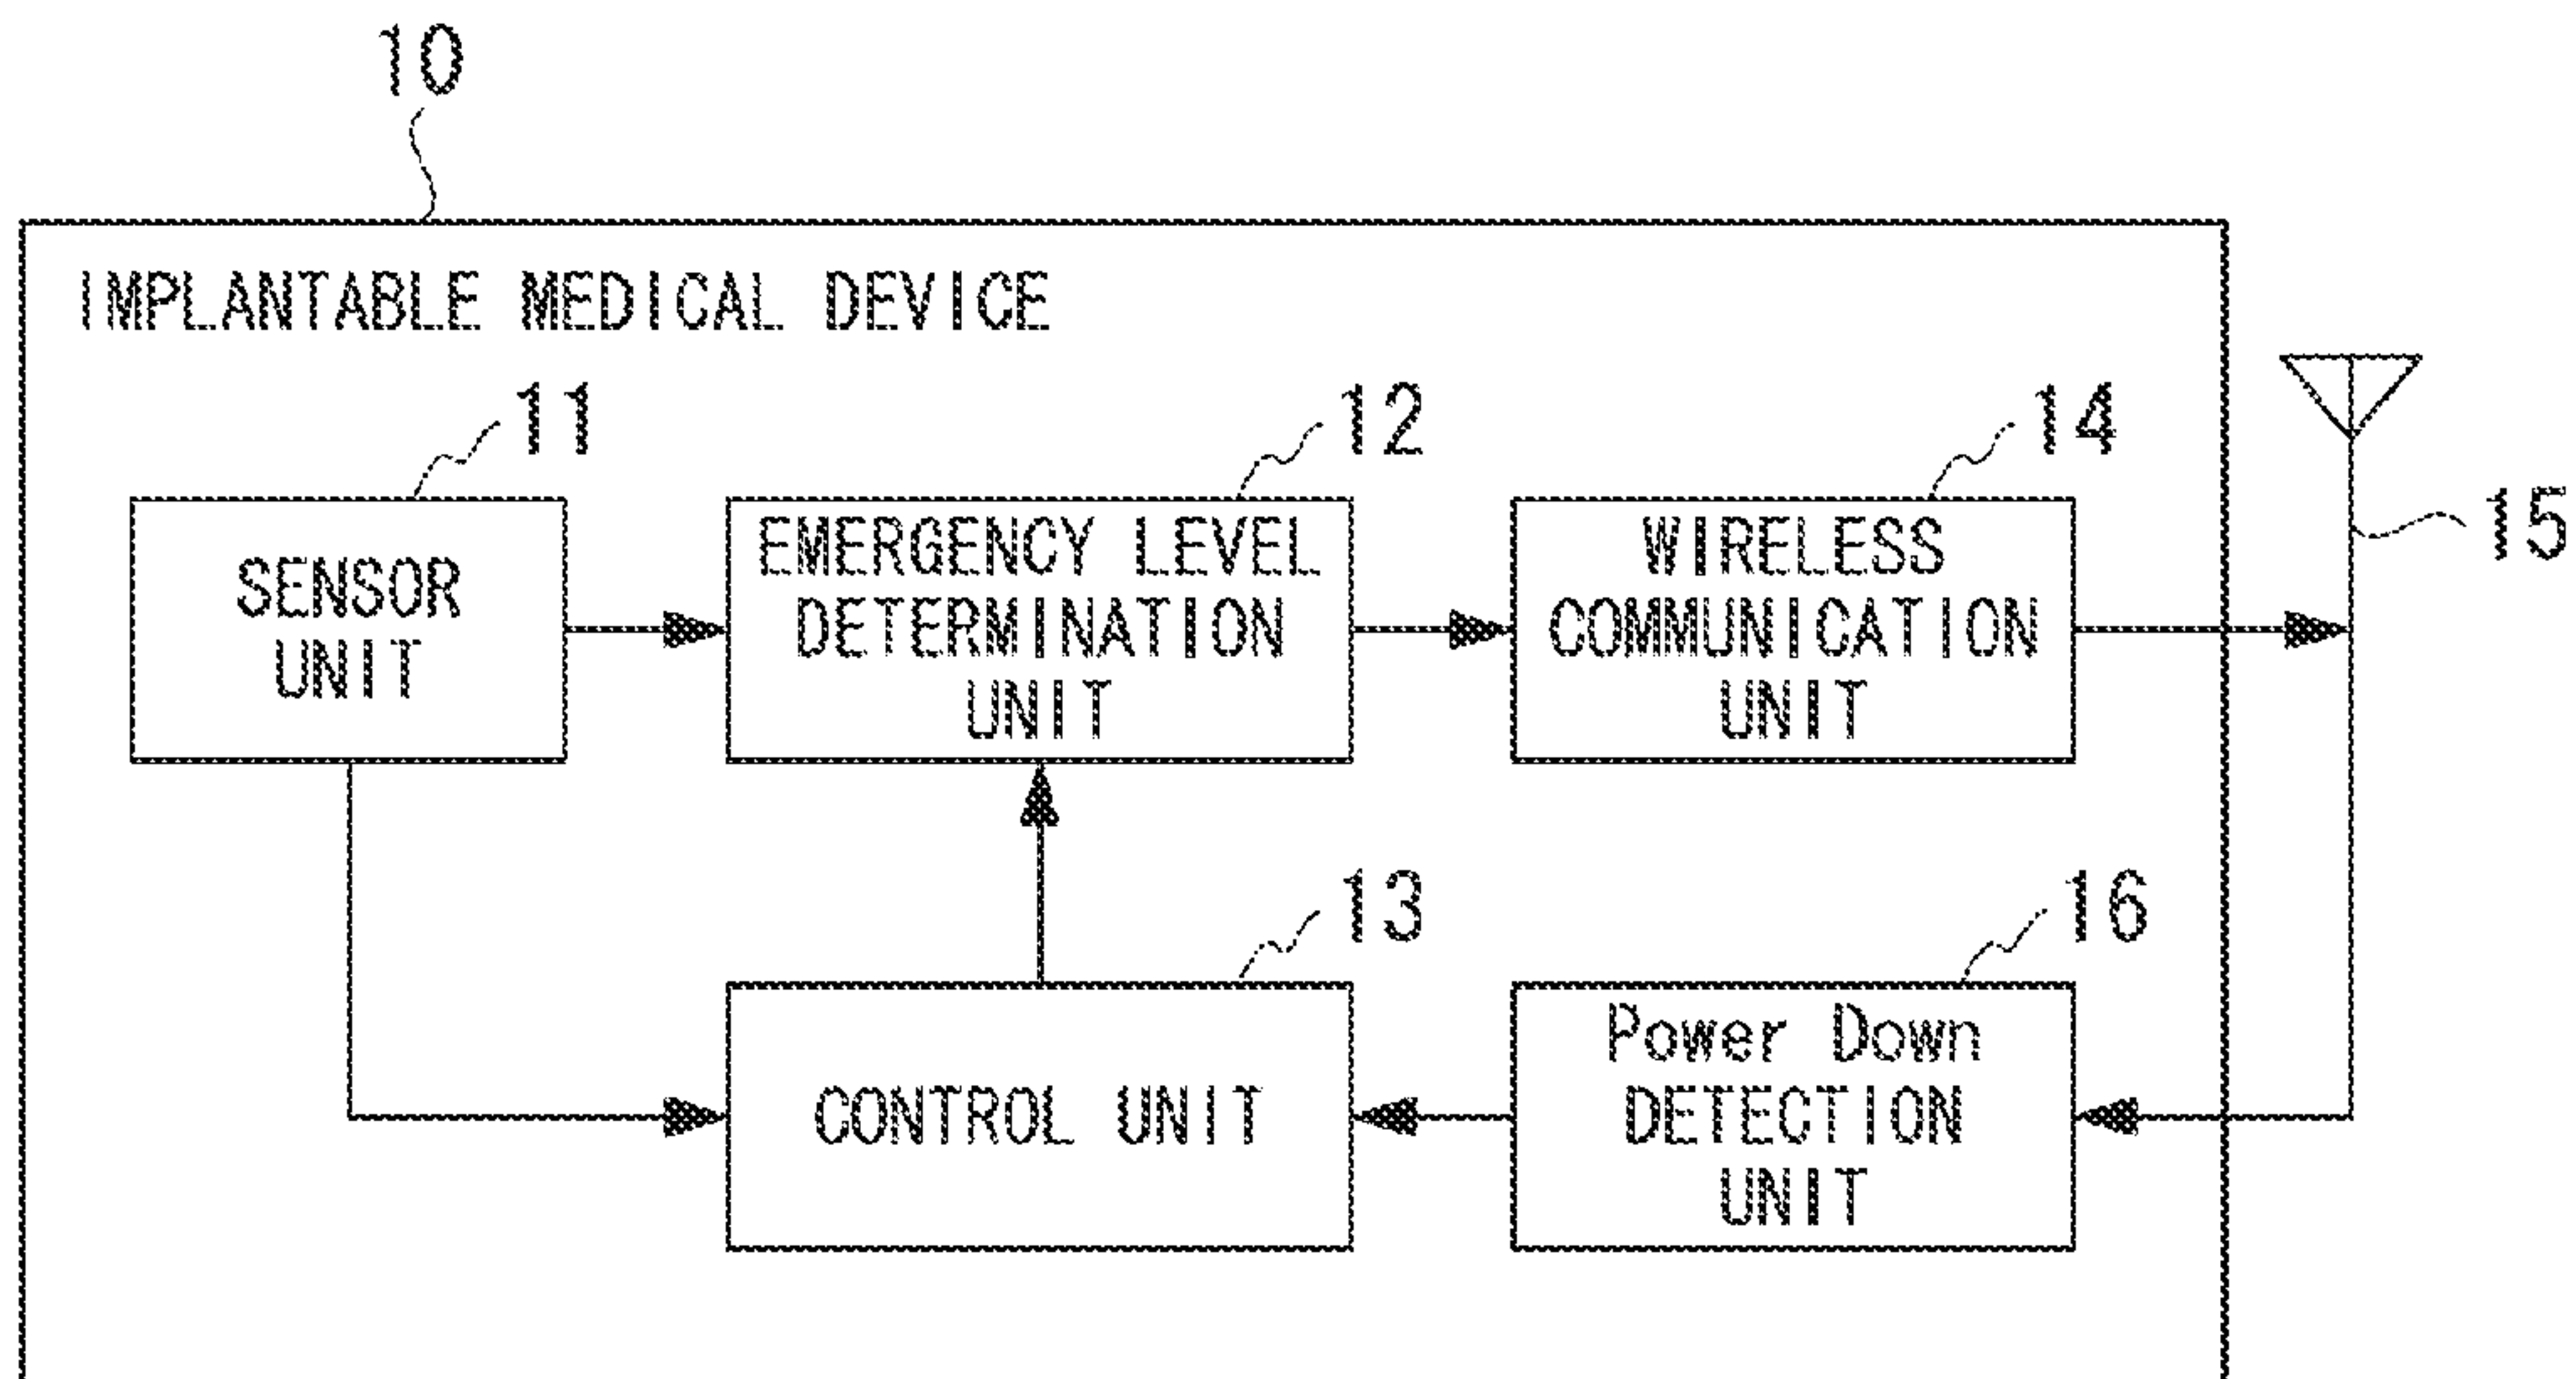 10
IMPLANTABLE MEDICAL DEVICE
11
12
14
15
SENSOR
UNIT
EMERGENCY LEVEL
DETERMINATION
UNIT
WIRELESS
COMMUNICATION
UNIT
13
16
CONTROL UNIT
Power Down
DETECTION
UNIT